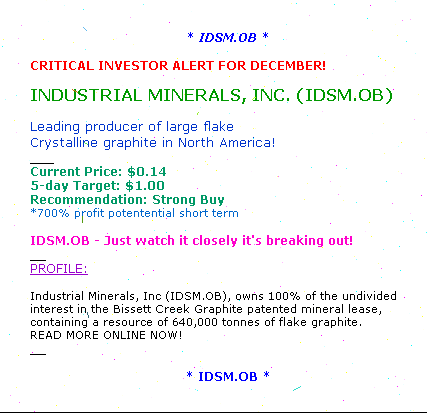 * IDSM.OB *
CRITICAL INVESTOR ALERT FOR DECEMBER!
INDUSTRIAL MINERALS, INC. (IDSM.OB)
Leading producer of large flake
Crystalline graphite in North America!
Current Price: $0.14
5-day Target: $1.00
Recommendation: Strong Buy
*700% profit potentential short term
IDSM.OB - Just watch it closely it's breaking out!
PROFILE:
Industrial Minerals, Inc (IDSM.OB), owns 100% of the undivided
interest in the Bissett Creek Graphite patented mineral lease,
containing a resource of 640,000 tonnes of flake graphite.
READ MORE ONLINE NOW!
* IDSM.OB *